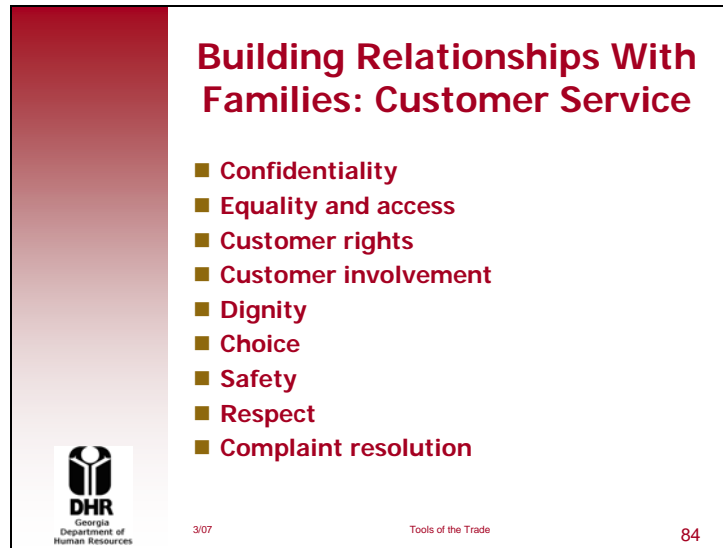 Building Relationships With
Families: Customer Service
Confidentiality
Equality and access
Customer rights
Customer involvement
Dignity
Choice
Safety
Respect
Complaint resolution
DHR
Georgia
Department of
Human Resources
3/07
Tools of the Trade
84